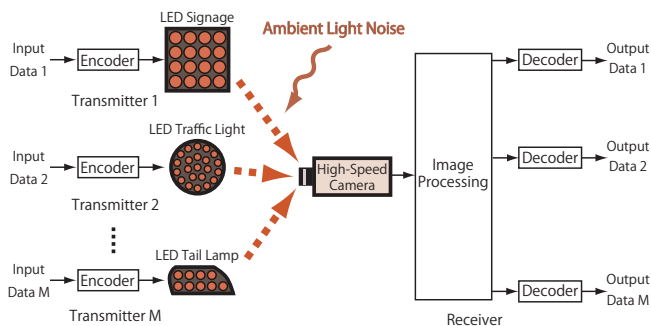 LED Signage
Ambient Light Noise
Input
Data 1
Encoder
Transmitter 1
LED Traffic Light
Input
Data 2
Encoder
Transmitter 2
LED Tail Lamp
Input
Data M
Encoder
Transmitter M
High-Speed
Camera
Image
Processing
Decoder
Output
Data 1
Decoder
Output
Data 2
Decoder
Output
Data M
Receiver